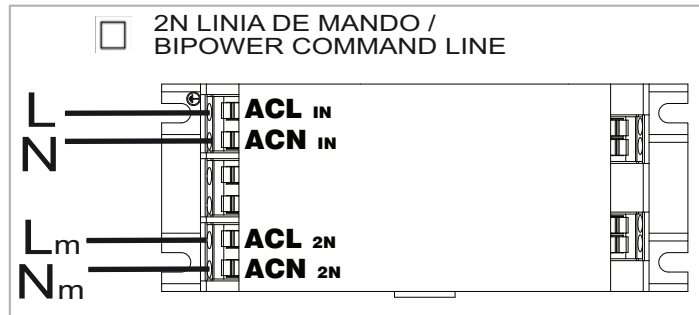 2N LINIA DE MANDO /
BIPOWER COMMAND LINE
L ACL IN
N ACN IN
Lm ACL 2N
Nm ACN 2N